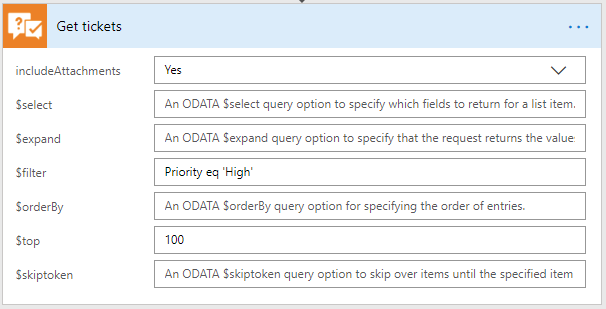 Get tickets
includeAttachments Yes
$select An ODATA $select query option to specify which fields to return for a list item.
$expand An ODATA $expand query option to specify that the request returns the value
$filter Priority eq 'High'
$orderBy An ODATA $orderBy query option for specifying the order of entries.
$top 100
$skiptoken An ODATA $skiptoken query option to skip over items until the specified item